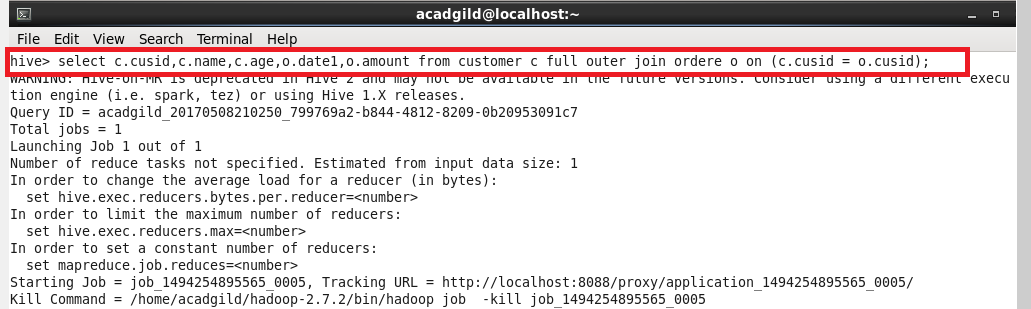 acadgild@localhost:~
File Edit View Search Terminal Help
hive> select c.cusid,c.name,c.age,o.date1,o.amount from customer c full outer join ordere o on (c.cusid = o.cusid);
WARNING: Hive-on-MR is deprecated in Hive 2 and may not be available in the future versions. Consider using a different execu
tion engine (i.e. spark, tez) or using Hive 1.X releases.
Query ID = acadgild_20170508210250_799769a2-b844-4812-8209-0b20953091c7
Total jobs = 1
Launching Job 1 out of 1
Number of reduce tasks not specified. Estimated from input data size: 1
In order to change the average load for a reducer (in bytes):
  set hive.exec.reducers.bytes.per.reducer=<number>
In order to limit the maximum number of reducers:
  set hive.exec.reducers.max=<number>
In order to set a constant number of reducers:
  set mapreduce.job.reduces=<number>
Starting Job = job_1494254895565_0005, Tracking URL = http://localhost:8088/proxy/application_1494254895565_0005/
Kill Command = /home/acadgild/hadoop-2.7.2/bin/hadoop job  -kill job_1494254895565_0005